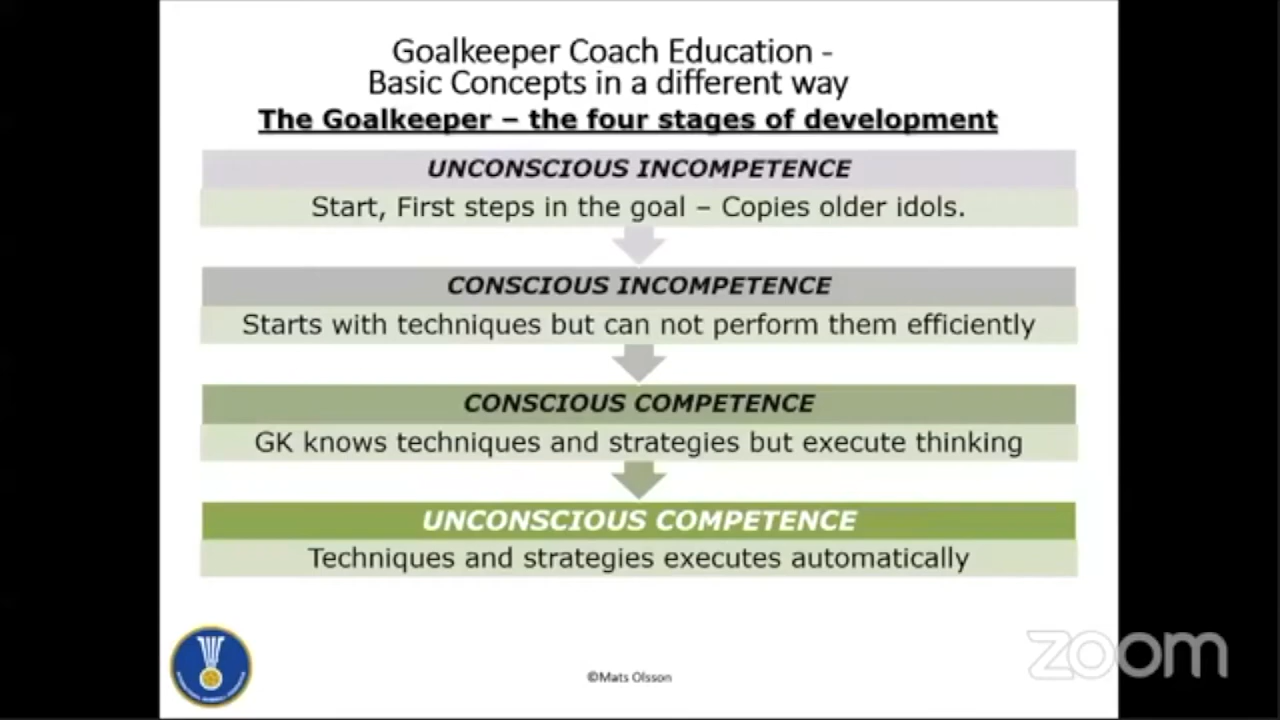 Goalkeeper Coach Education -
Basic Concepts in a different way
The Goalkeeper – the four stages of development
UNCONSCIOUS INCOMPETENCE
Start, First steps in the goal – Copies older idols.
CONSCIOUS INCOMPETENCE
Starts with techniques but can not perform them efficiently
CONSCIOUS COMPETENCE
GK knows techniques and strategies but execute thinking
UNCONSCIOUS COMPETENCE
Techniques and strategies executes automatically
©Mats Olsson
zoom